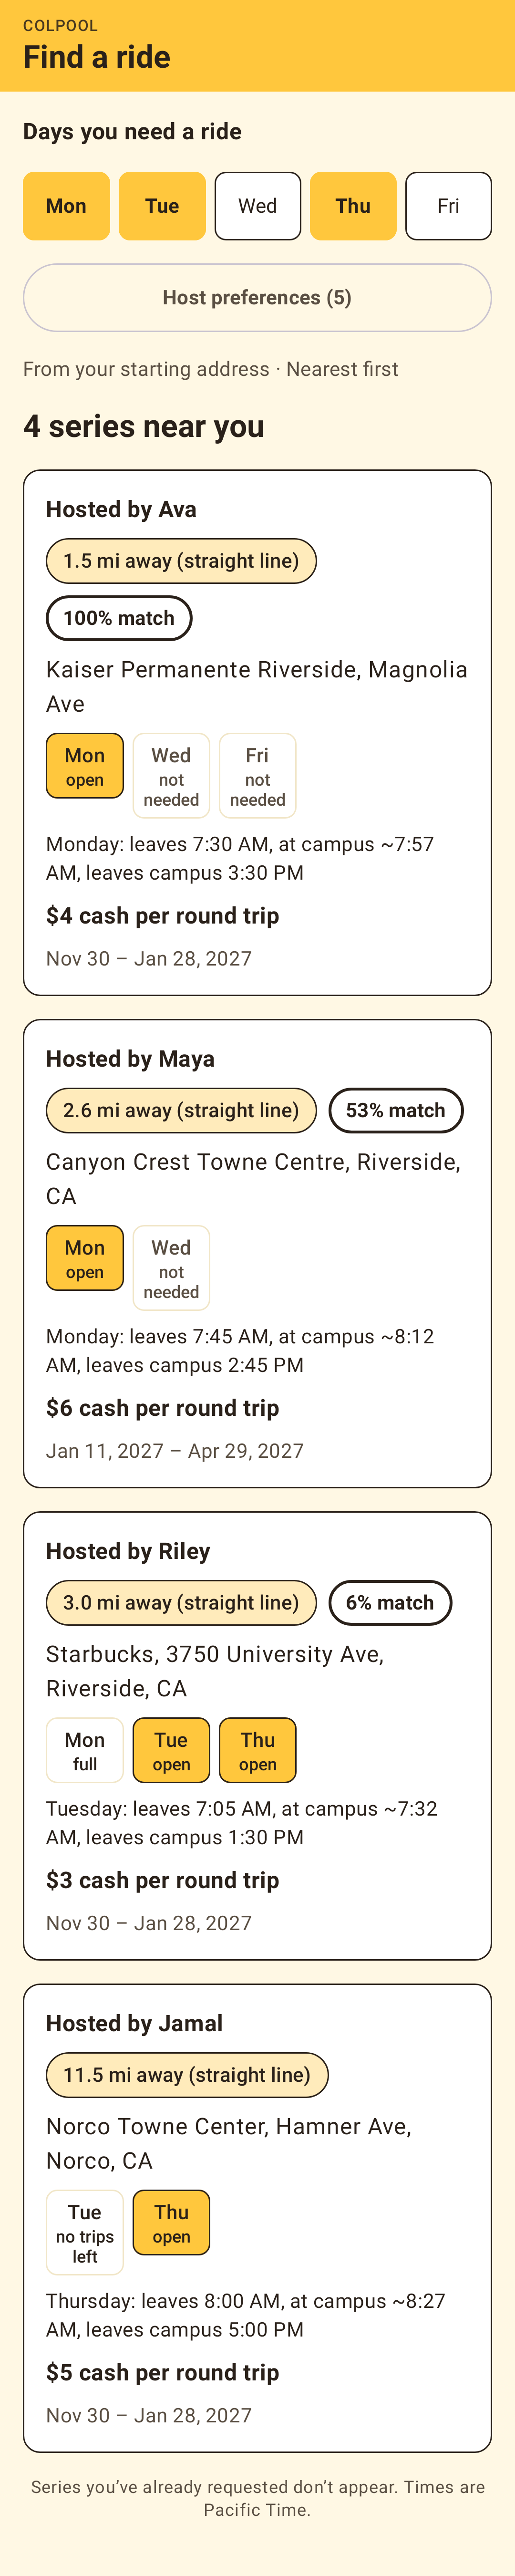 COLPOOL
Find a ride
Days you need a ride
Mon Tue Wed Thu Fri
Host preferences (5)
From your starting address · Nearest first
4 series near you
Hosted by Ava
1.5 mi away (straight line)
100% match
Kaiser Permanente Riverside, Magnolia
Ave
Mon Wed Fri
open not not
needed needed
Monday: leaves 7:30 AM, at campus ~7:57
AM, leaves campus 3:30 PM
$4 cash per round trip
Nov 30 – Jan 28, 2027
Hosted by Maya
2.6 mi away (straight line) 53% match
Canyon Crest Towne Centre, Riverside,
CA
Mon Wed
open not
needed
Monday: leaves 7:45 AM, at campus ~8:12
AM, leaves campus 2:45 PM
$6 cash per round trip
Jan 11, 2027 – Apr 29, 2027
Hosted by Riley
3.0 mi away (straight line) 6% match
Starbucks, 3750 University Ave,
Riverside, CA
Mon Tue Thu
full open open
Tuesday: leaves 7:05 AM, at campus ~7:32
AM, leaves campus 1:30 PM
$3 cash per round trip
Nov 30 – Jan 28, 2027
Hosted by Jamal
11.5 mi away (straight line)
Norco Towne Center, Hamner Ave,
Norco, CA
Tue Thu
no trips open
left
Thursday: leaves 8:00 AM, at campus ~8:27
AM, leaves campus 5:00 PM
$5 cash per round trip
Nov 30 – Jan 28, 2027
Series you’ve already requested don’t appear. Times are
Pacific Time.